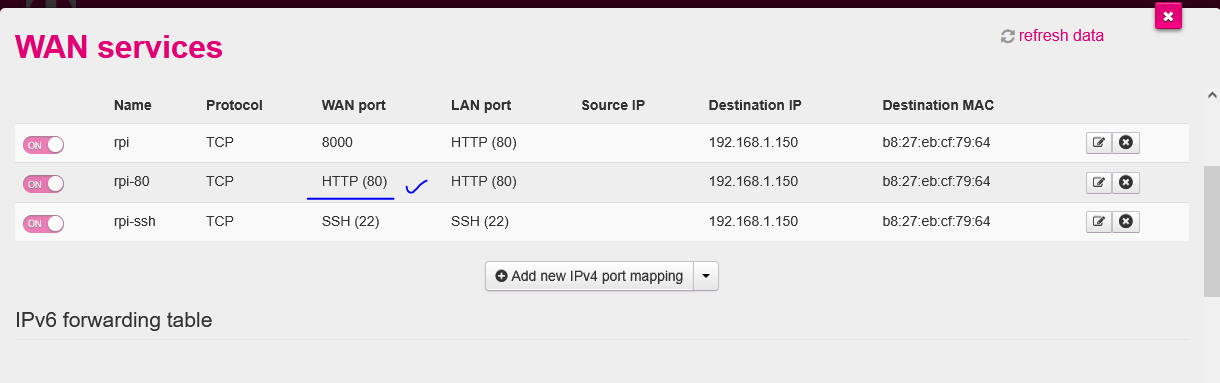 WAN services
refresh data
Name Protocol WAN port LAN port Source IP Destination IP Destination MAC
ON rpi TCP 8000 HTTP (80) 192.168.1.150 b8:27:eb:cf:79:64
ON rpi-80 TCP HTTP (80) HTTP (80) 192.168.1.150 b8:27:eb:cf:79:64
ON rpi-ssh TCP SSH (22) SSH (22) 192.168.1.150 b8:27:eb:cf:79:64
Add new IPv4 port mapping
IPv6 forwarding table